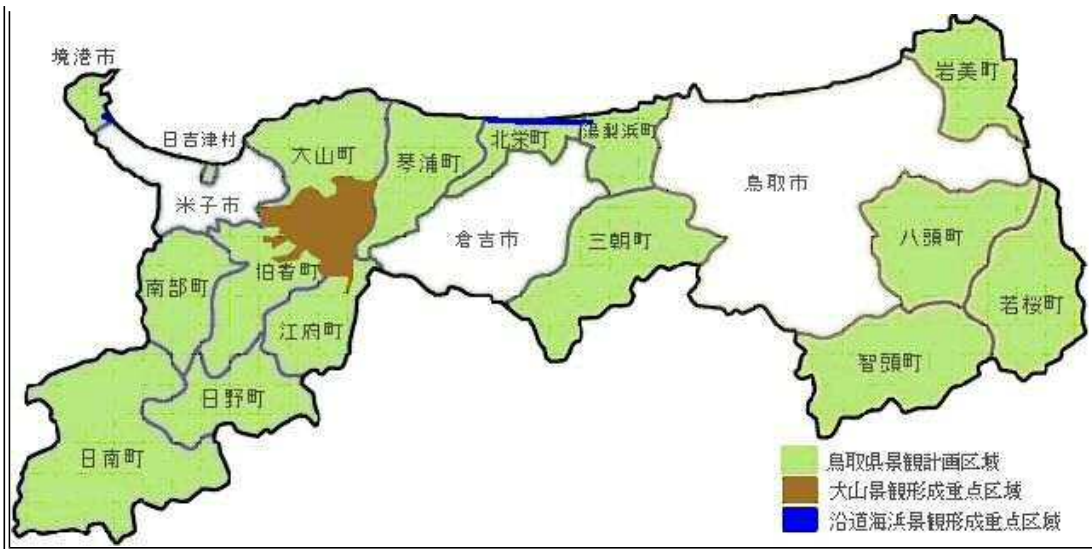 境港市
岩美町
日吉津村
大山町
琴浦町
北栄町
湯梨浜町
米子市
鳥取市
倉吉市
三朝町
八頭町
南部町
伯耆町
江府町
若桜町
智頭町
日野町
日南町
鳥取県景観計画区域
大山景観形成重点区域
沿道海浜景観形成重点区域